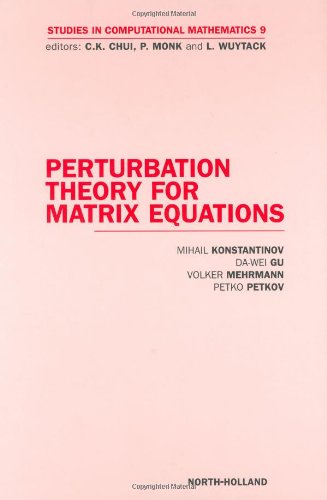 STUDIES IN COMPUTATIONAL MATHEMATICS 9
editors: C.K. CHUI, P. MONK and L. WUYTACK
PERTURBATION
THEORY FOR
MATRIX EQUATIONS
MIHAIL KONSTANTINOV
DA-WEI GU
VOLKER MEHRMANN
PETKO PETKOV
NORTH-HOLLAND